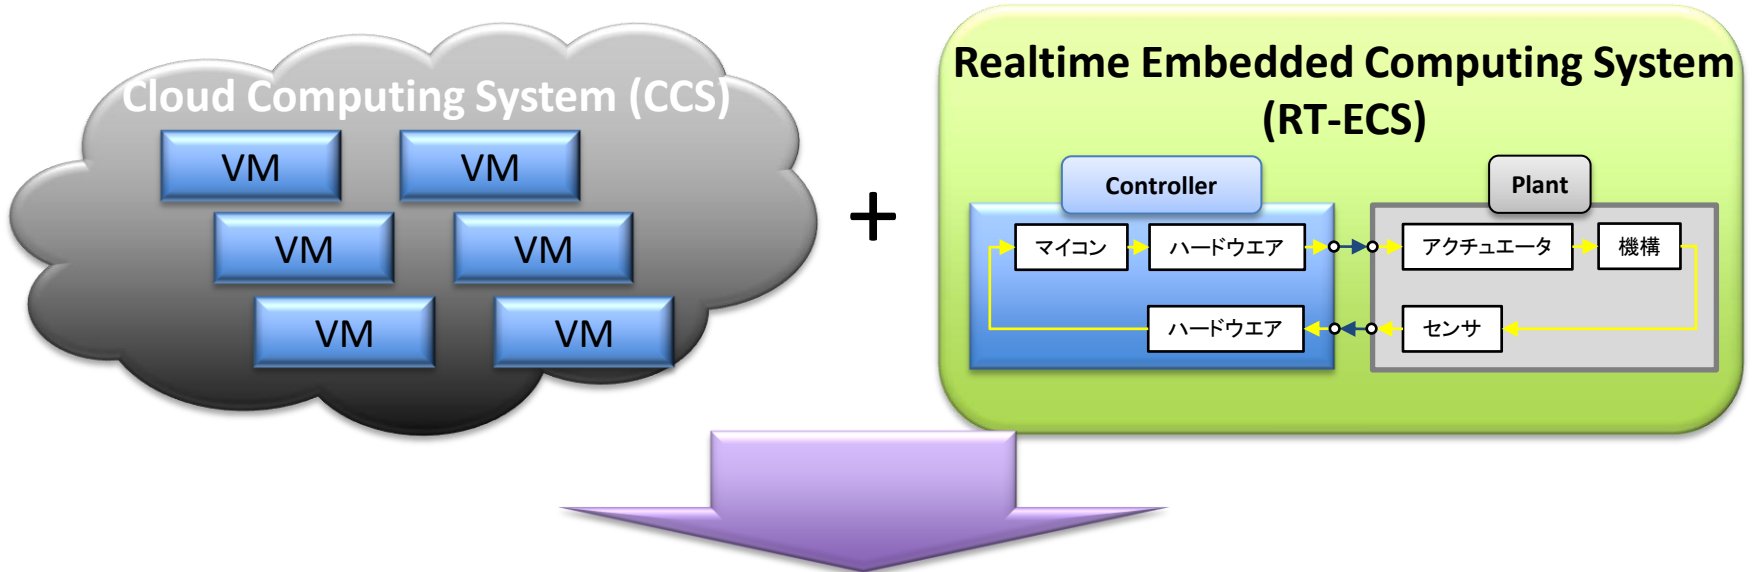 Cloud Computing System (CCS)
VM
VM
VM
VM
VM
VM
+
Realtime Embedded Computing System
(RT-ECS)
Controller
マイコン
ハードウエア
ハードウエア
Plant
アクチュエータ
機構
センサ